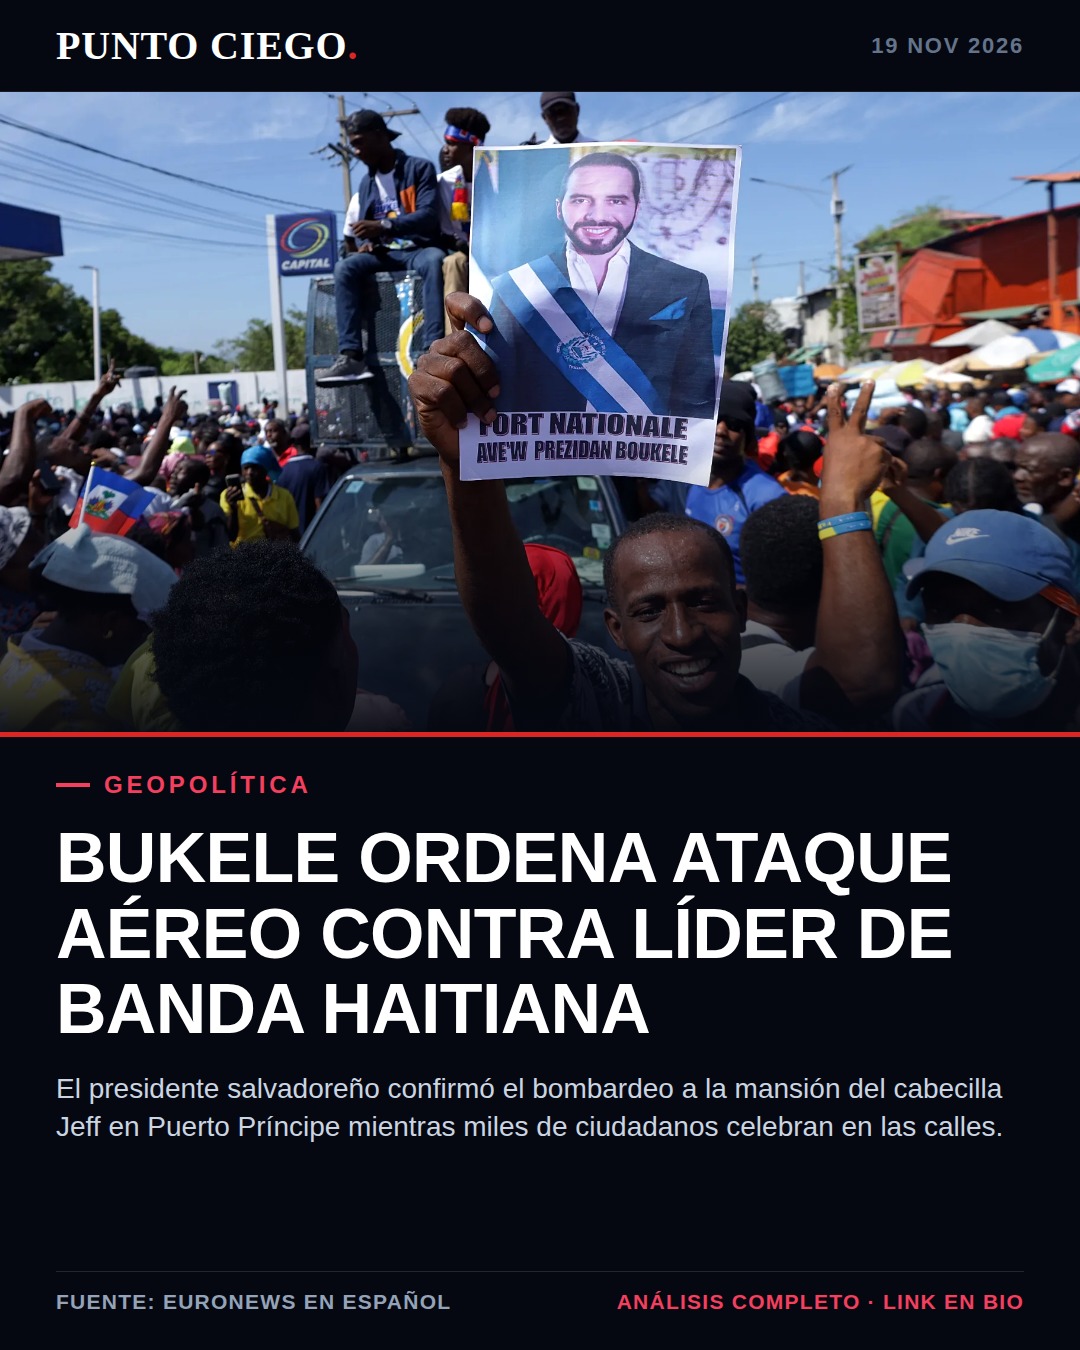 PUNTO CIEGO.
19 NOV 2026
CAPITAL
FORT NATIONALE
AVE'W PREZIDAN BOUKELE
GEOPOLÍTICA
BUKELE ORDENA ATAQUE
AÉREO CONTRA LÍDER DE
BANDA HAITIANA
El presidente salvadoreño confirmó el bombardeo a la mansión del cabecilla
Jeff en Puerto Príncipe mientras miles de ciudadanos celebran en las calles.
FUENTE: EURONEWS EN ESPAÑOL
ANÁLISIS COMPLETO · LINK EN BIO